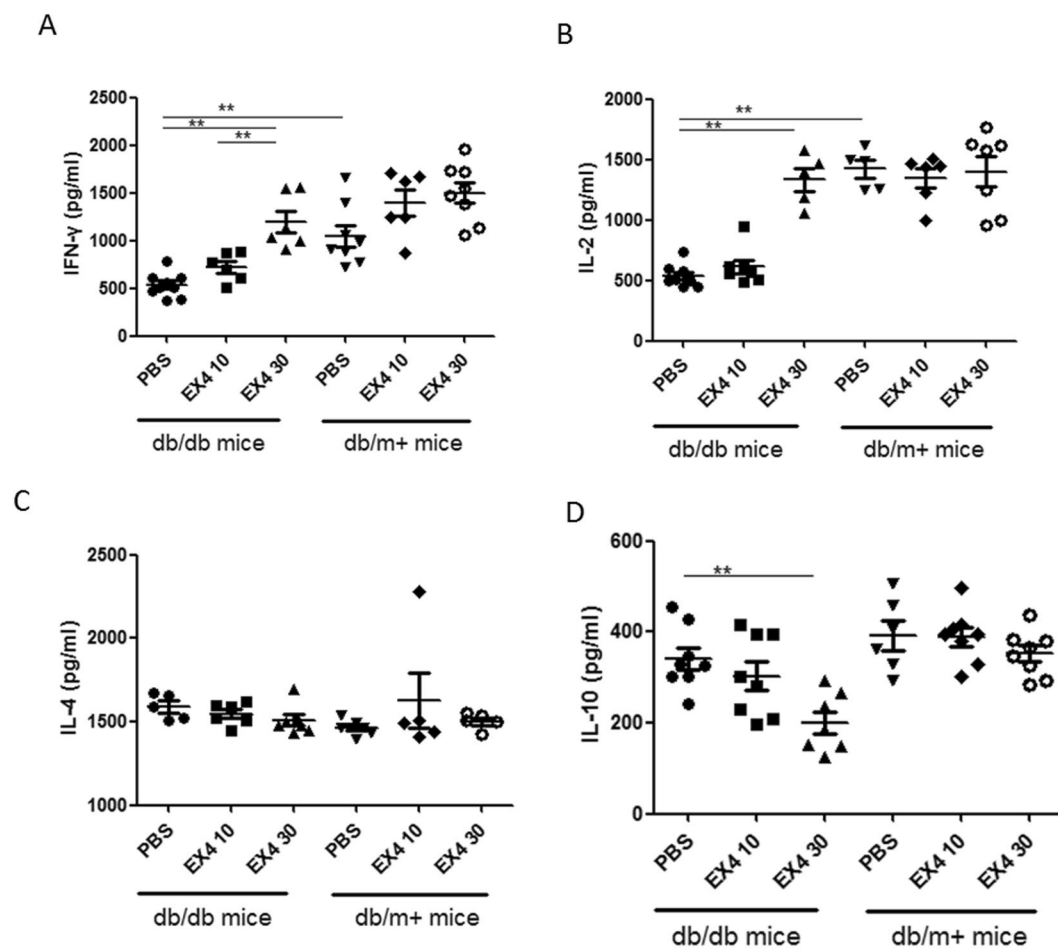 A
IFN-γ (pg/ml)
2500
2000
1500
1000
500
0
**
**
**
PBS
EX4 10
EX4 30
PBS
EX4 10
EX4 30
db/db mice
db/m+ mice
B
IL-2 (pg/ml)
2000
1500
1000
500
0
**
**
PBS
EX4 10
EX4 30
PBS
EX4 10
EX4 30
db/db mice
db/m+ mice
C
IL-4 (pg/ml)
2500
2000
1500
1000
PBS
EX4 10
EX4 30
PBS
EX4 10
EX4 30
db/db mice
db/m+ mice
D
IL-10 (pg/ml)
600
400
200
0
**
PBS
EX4 10
EX4 30
PBS
EX4 10
EX4 30
db/db mice
db/m+ mice